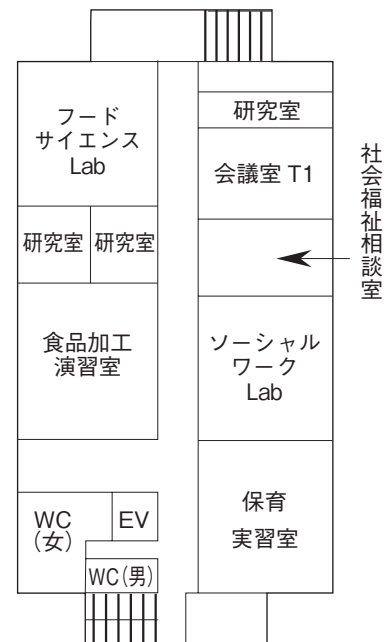 フード
サイエンス
Lab
研究室
会議室 T1
社会福祉相談室
研究室
研究室
食品加工
演習室
ソーシャル
ワーク
Lab
WC
（女）
EV
WC（男）
保育
実習室